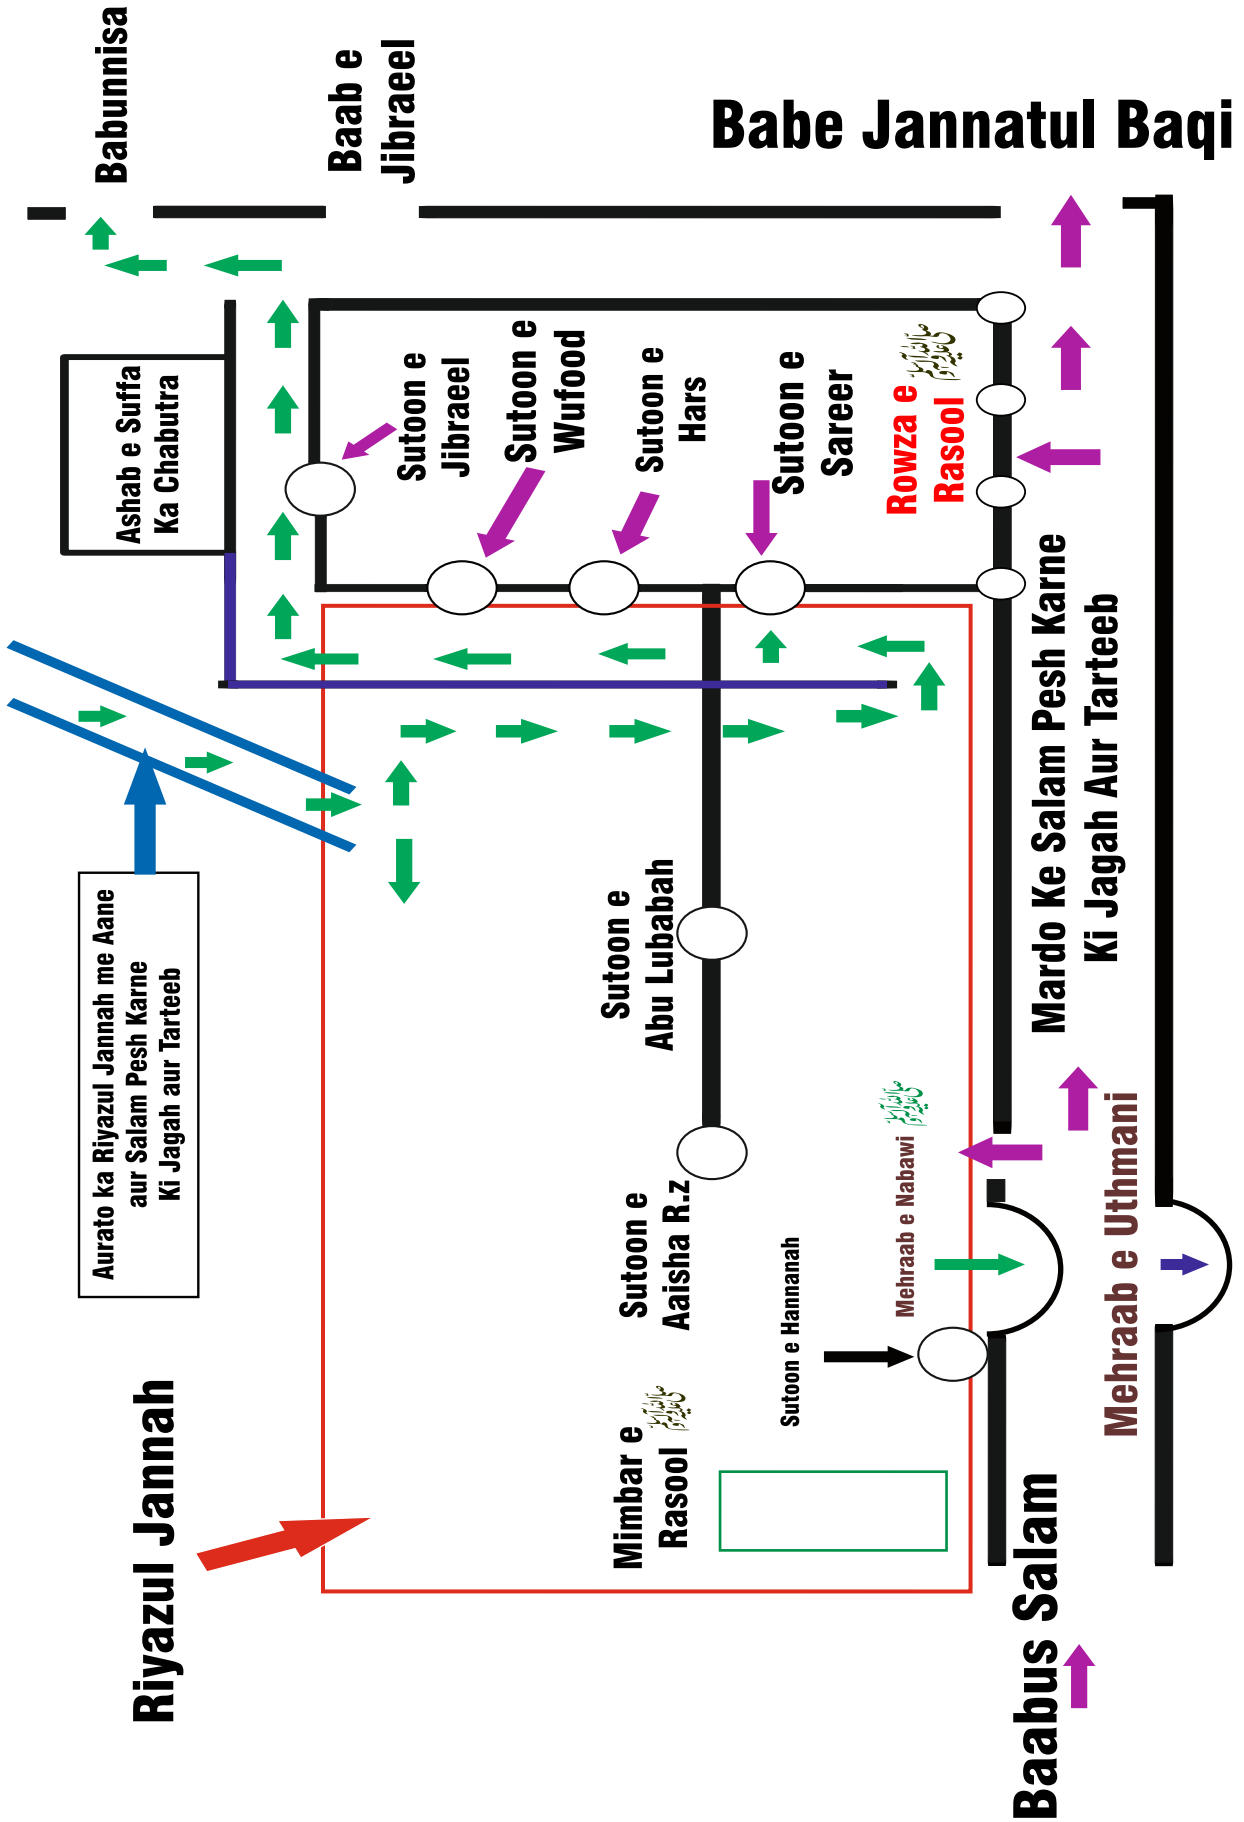 Babunnisa
Baab e
Jibraeel
Babe Jannatul Baqi
Ashab e Suffa
Ka Chabutra
Sutoon e
Jibraeel
Sutoon e
Wufood
Sutoon e
Hars
Sutoon e
Sareer
Rowza e
Rasool
Mardo Ke Salam Pesh Karne
Ki Jagah Aur Tarteeb
Aurato ka Riyazul Jannah me Aane
aur Salam Pesh Karne
Ki Jagah aur Tarteeb
Sutoon e
Abu Lubabah
Sutoon e
Aaisha R.z
Sutoon e Hannanah
Mehraab e Nabawi
Mehraab e Uthmani
Mimbar e
Rasool
Riyazul Jannah
Baabus Salam